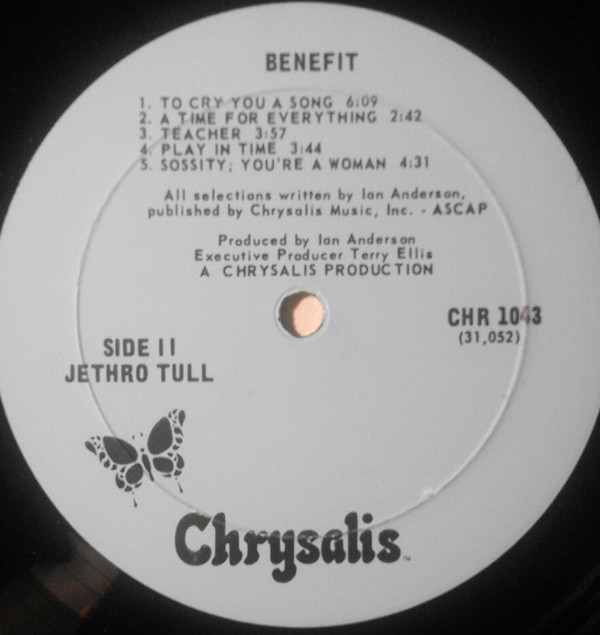 BENEFIT
1. TO CRY YOU A SONG 6:09
2. A TIME FOR EVERYTHING 2:42
3. TEACHER 3:57
4. PLAY IN TIME 3:44
5. SOSSITY; YOU'RE A WOMAN 4:31
All selections written by Ian Anderson,
published by Chrysalis Music, Inc. - ASCAP
Produced by Ian Anderson
Executive Producer Terry Ellis
A CHRYSALIS PRODUCTION
CHR 1043
(31,052)
SIDE II
JETHRO TULL
Chrysalis™